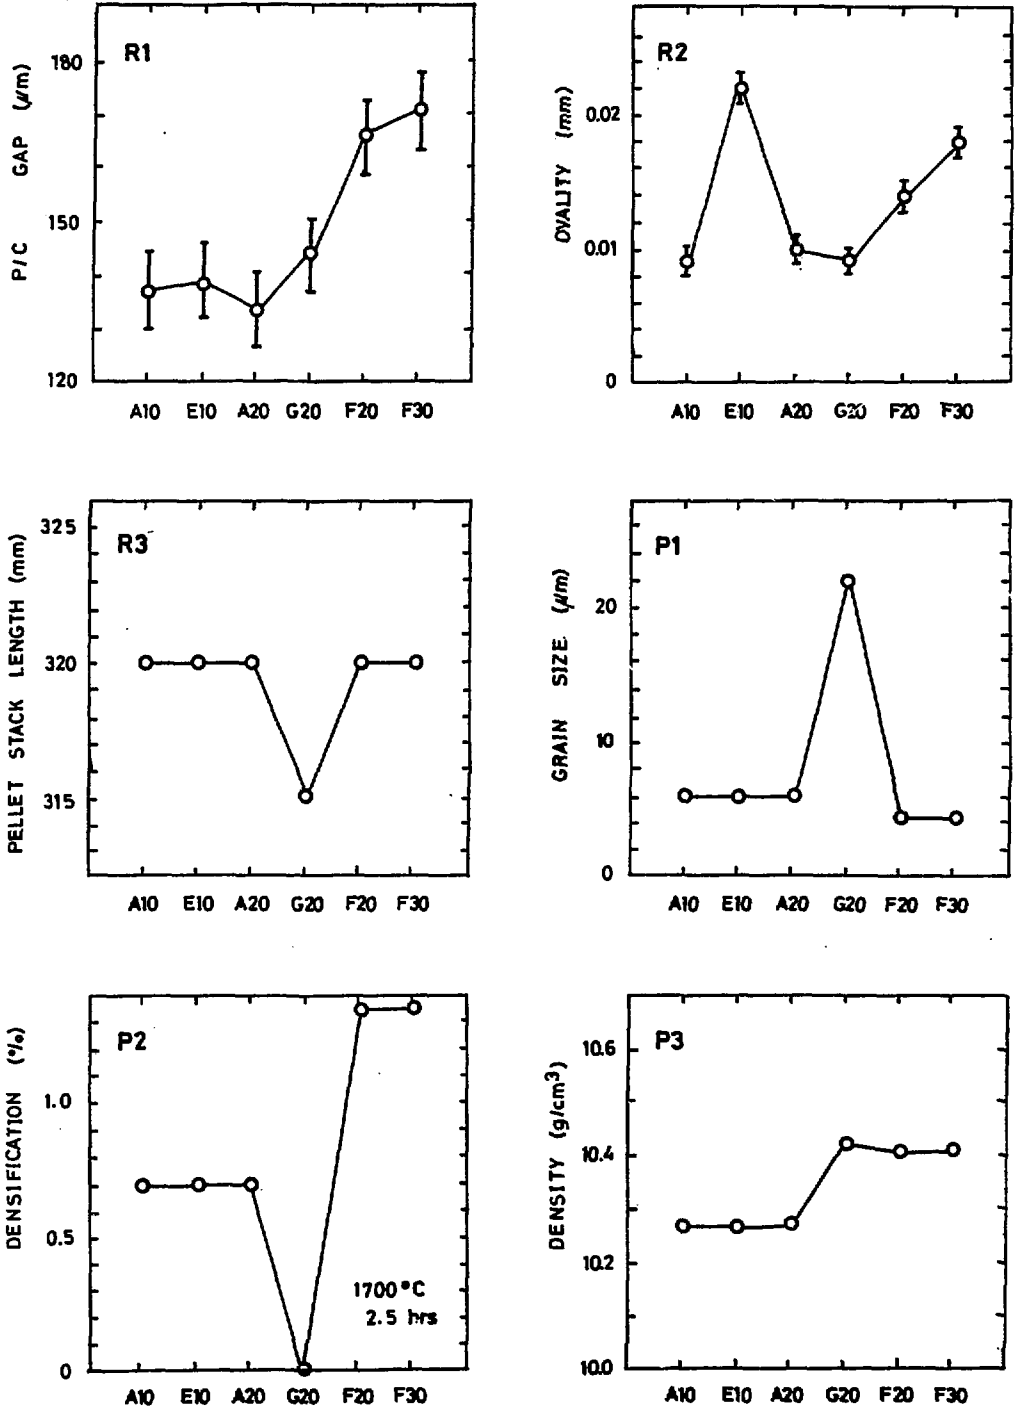 R1
P/C GAP (μm)
180
150
120
A10 E10 A20 G20 F20 F30
R2
OVALITY (mm)
0.02
0.01
0
A10 E10 A20 G20 F20 F30
R3
PELLET STACK LENGTH (mm)
325
320
315
A10 E10 A20 G20 F20 F30
P1
GRAIN SIZE (μm)
20
10
0
A10 E10 A20 G20 F20 F30
P2
DENSIFICATION (%)
1.0
0.5
0
1700°C
2.5 hrs
A10 E10 A20 G20 F20 F30
P3
DENSITY (g/cm³)
10.6
10.4
10.2
10.0
A10 E10 A20 G20 F20 F30